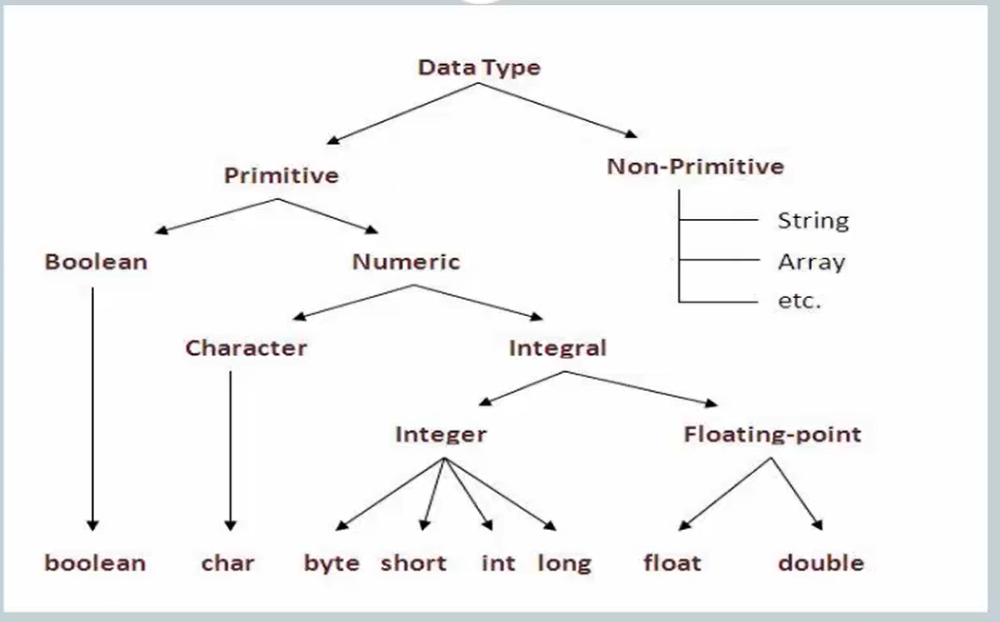 Data Type
Primitive
Non-Primitive
String
Boolean
Numeric
Array
etc.
Character
Integral
Integer
Floating-point
boolean char byte short int long float double